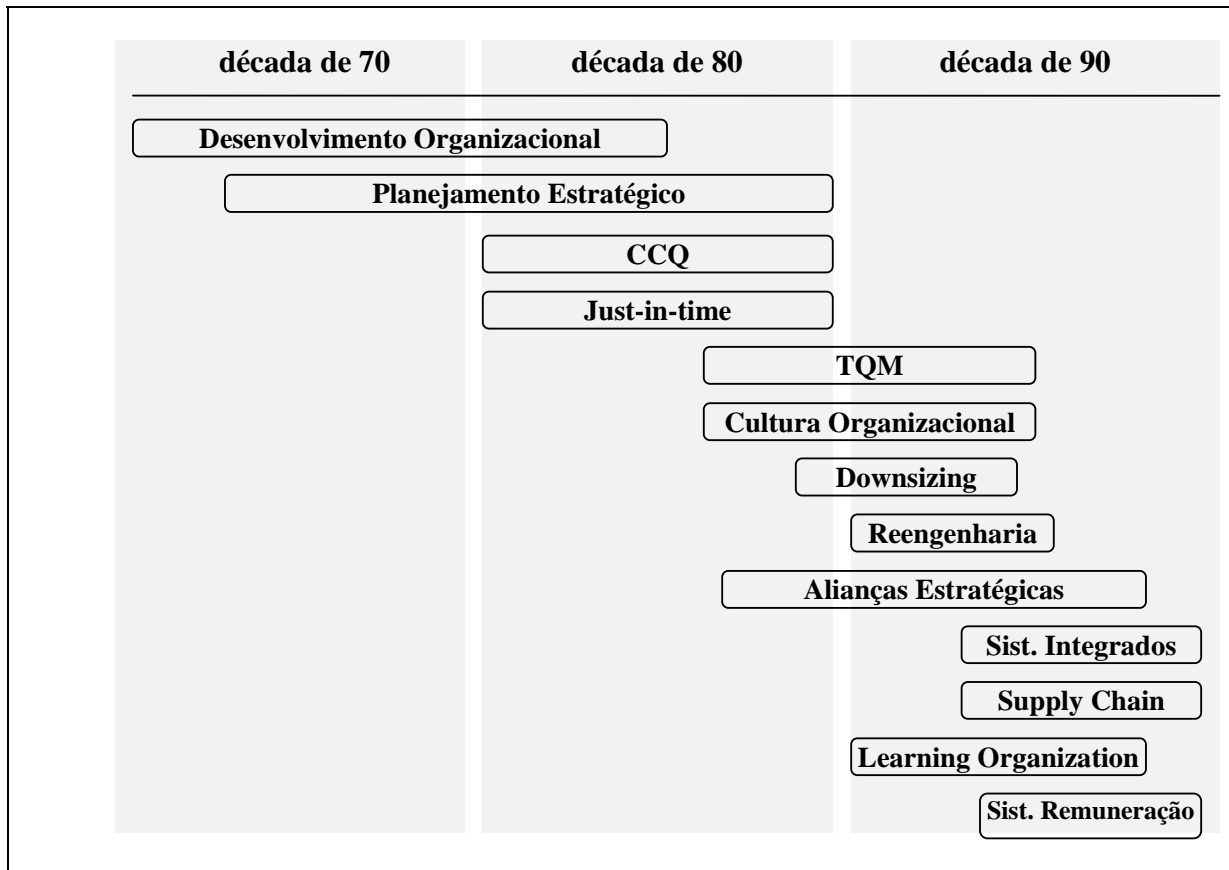 década de 70 década de 80 década de 90
Desenvolvimento Organizacional
Planejamento Estratégico
CCQ
Just-in-time
TQM
Cultura Organizacional
Downsizing
Reengenharia
Alianças Estratégicas
Sist. Integrados
Supply Chain
Learning Organization
Sist. Remuneração